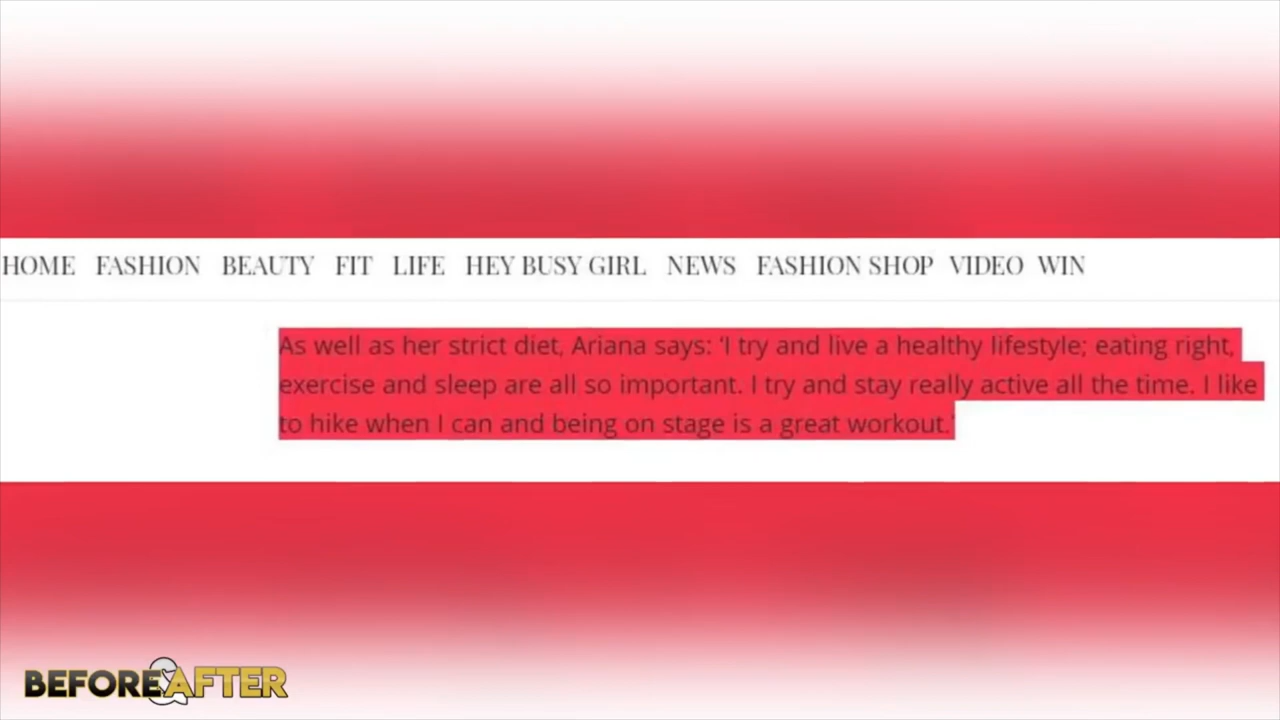 HOME FASHION BEAUTY FIT LIFE HEY BUSY GIRL NEWS FASHION SHOP VIDEO WIN
As well as her strict diet, Ariana says: ‘I try and live a healthy lifestyle; eating right,
exercise and sleep are all so important. I try and stay really active all the time. I like
to hike when I can and being on stage is a great workout.’
BEFORE&AFTER